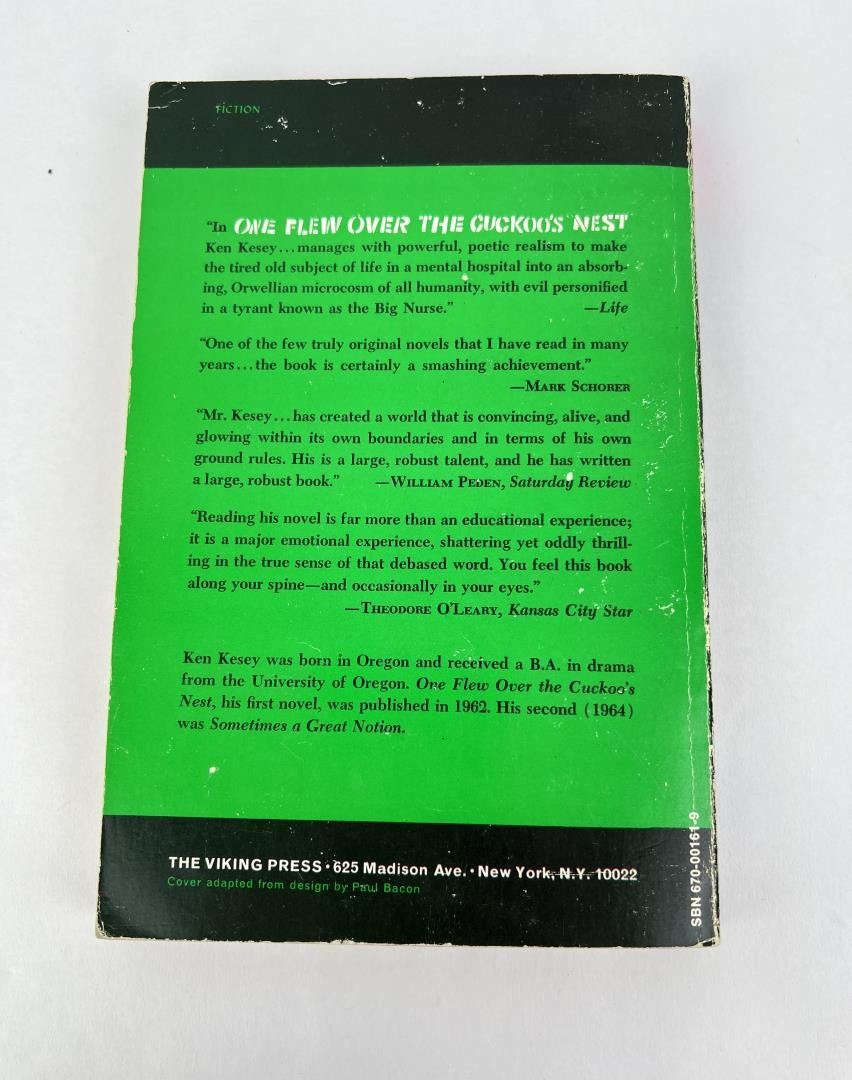 FICTION
“In ONE FLEW OVER THE CUCKOO'S NEST
Ken Kesey...manages with powerful, poetic realism to make
the tired old subject of life in a mental hospital into an absorb-
ing, Orwellian microcosm of all humanity, with evil personified
in a tyrant known as the Big Nurse.” —Life
“One of the few truly original novels that I have read in many
years...the book is certainly a smashing achievement.”
—MARK SCHORER
“Mr. Kesey...has created a world that is convincing, alive, and
glowing within its own boundaries and in terms of his own
ground rules. His is a large, robust talent, and he has written
a large, robust book.” —WILLIAM PEDEN, Saturday Review
“Reading his novel is far more than an educational experience;
it is a major emotional experience, shattering yet oddly thrill-
ing in the true sense of that debased word. You feel this book
along your spine—and occasionally in your eyes.”
—THEODORE O'LEARY, Kansas City Star
Ken Kesey was born in Oregon and received a B.A. in drama
from the University of Oregon. One Flew Over the Cuckoo's
Nest, his first novel, was published in 1962. His second (1964)
was Sometimes a Great Notion.
THE VIKING PRESS · 625 Madison Ave. · New York, N.Y. 10022
Cover adapted from design by Paul Bacon
SBN 670-00161-9